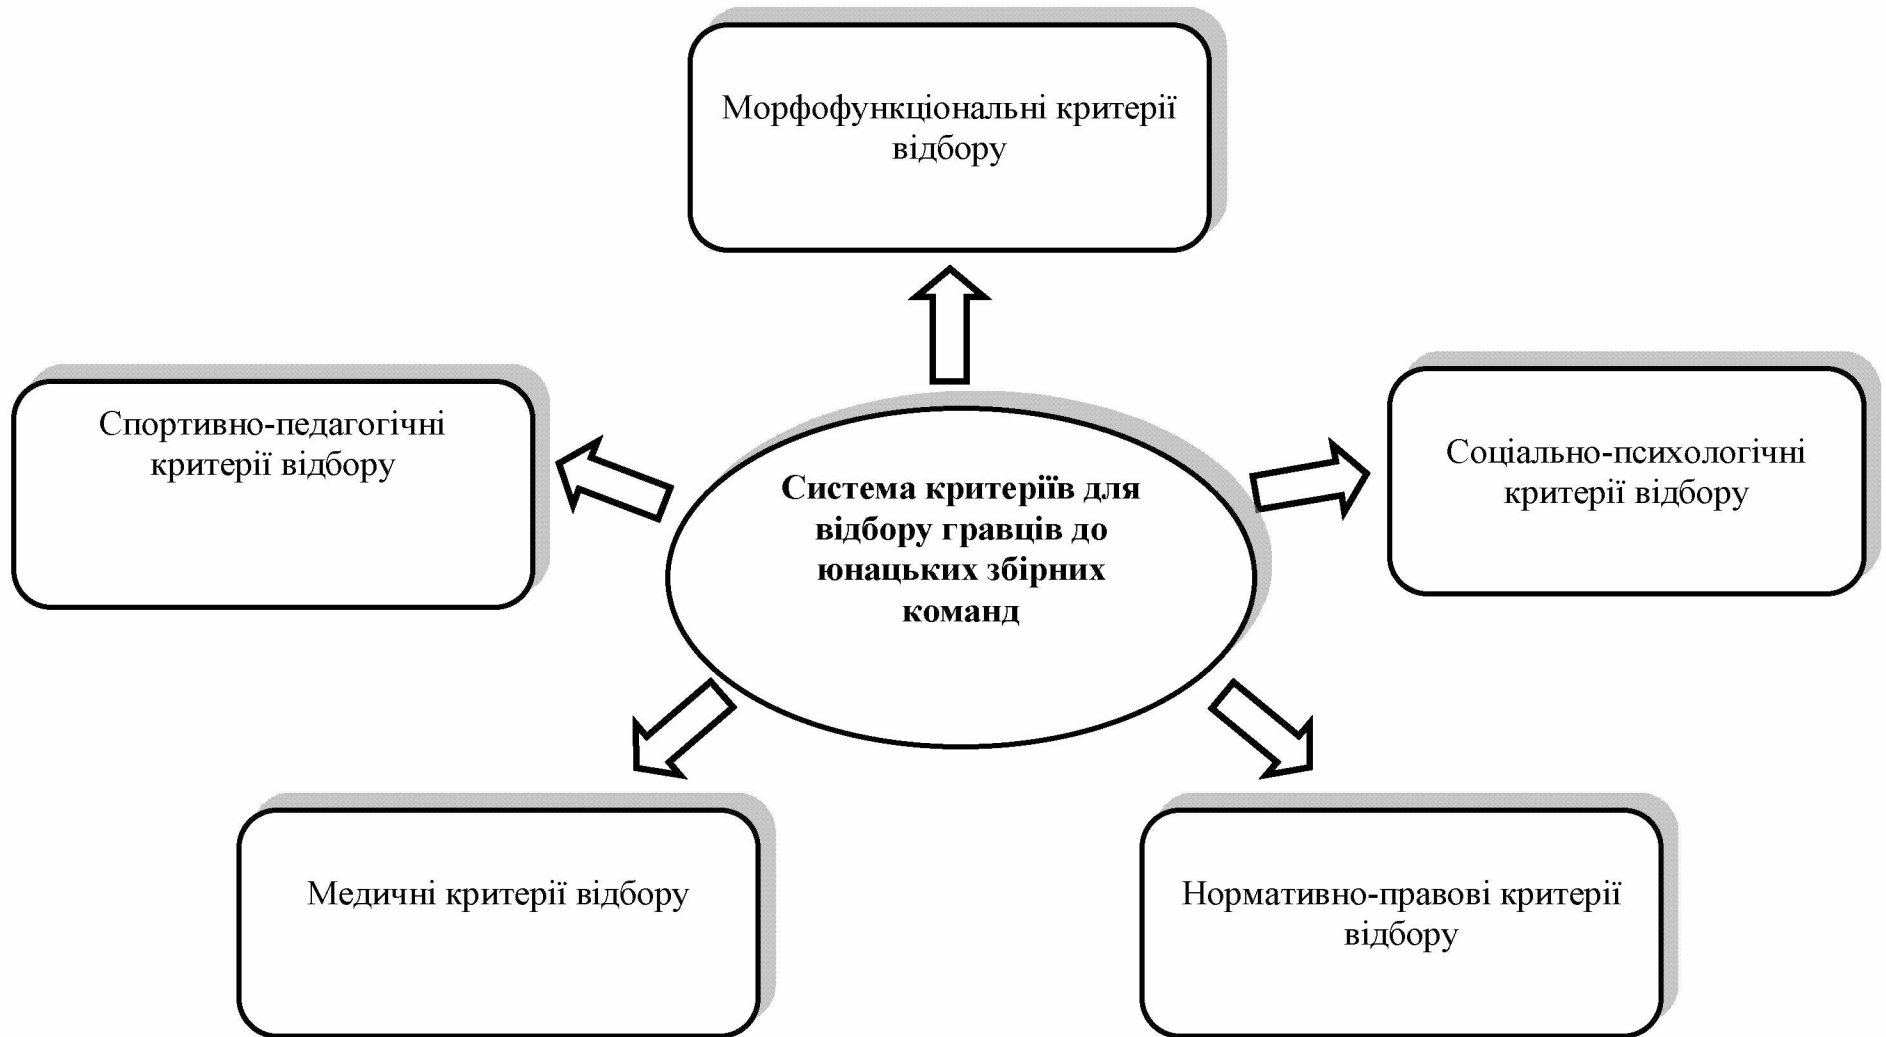 Морфофункціональні критерії
відбору
Спортивно-педагогічні
критерії відбору
Система критеріїв для
відбору гравців до
юнацьких збірних
команд
Соціально-психологічні
критерії відбору
Медичні критерії відбору
Нормативно-правові критерії
відбору